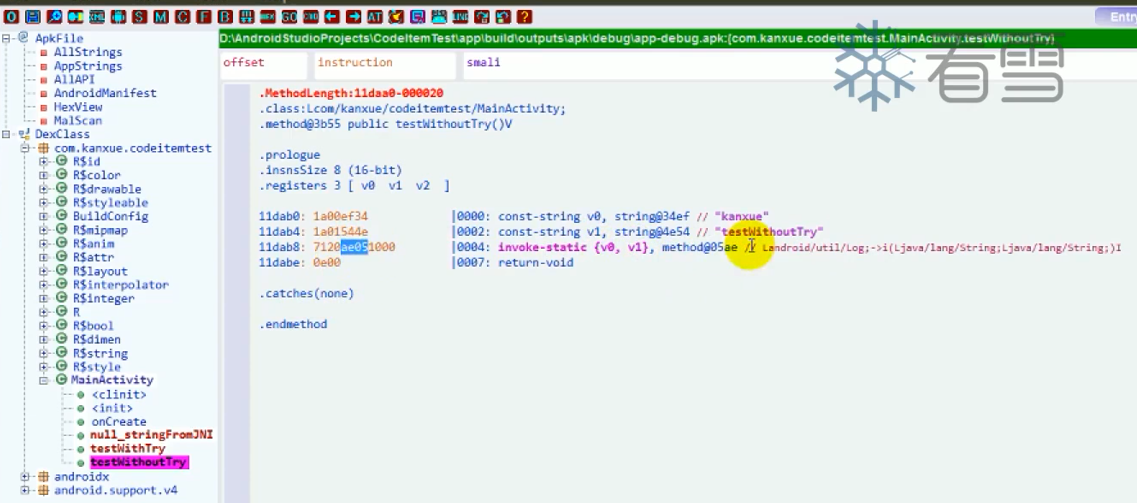 Entry
ApkFile
AllStrings
AppStrings
AllAPI
AndroidManifest
HexView
MalScan
DexClass
com.kanxue.codeitemtest
R$id
R$color
R$drawable
R$styleable
BuildConfig
R$mipmap
R$anim
R$attr
R$layout
R$interpolator
R$integer
R
R$bool
R$dimen
R$string
R$style
MainActivity
<clinit>
<init>
onCreate
null_stringFromJNI
testWithTry
testWithoutTry
androidx
android.support.v4
D:\AndroidStudioProjects\CodeItemTest\app\build\outputs\apk\debug\app-debug.apk:{com.kanxue.codeitemtest.MainActivity.testWithoutTry}
看雪
offset instruction smali
.MethodLength:11daa0-000020
.class:Lcom/kanxue/codeitemtest/MainActivity;
.method@3b55 public testWithoutTry()V
.prologue
.insnsSize 8 (16-bit)
.registers 3 [ v0 v1 v2 ]
11dab0: 1a00ef34 |0000: const-string v0, string@34ef // "kanxue"
11dab4: 1a01544e |0002: const-string v1, string@4e54 // "testWithoutTry"
11dab8: 7120ae051000 |0004: invoke-static {v0, v1}, method@05ae // Landroid/util/Log;->i(Ljava/lang/String;Ljava/lang/String;)I
11dabe: 0e00 |0007: return-void
.catches(none)
.endmethod